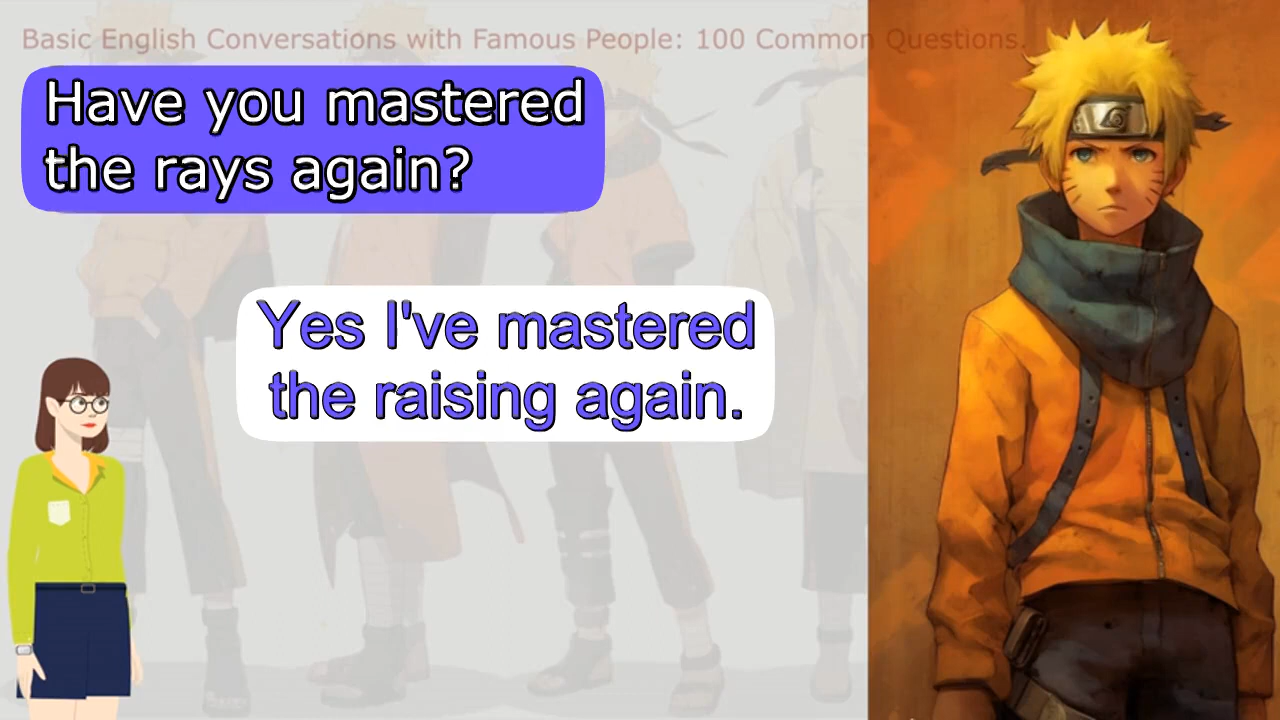 Basic English Conversations with Famous People: 100 Common Questions.
Have you mastered
the rays again?
Yes I've mastered
the raising again.